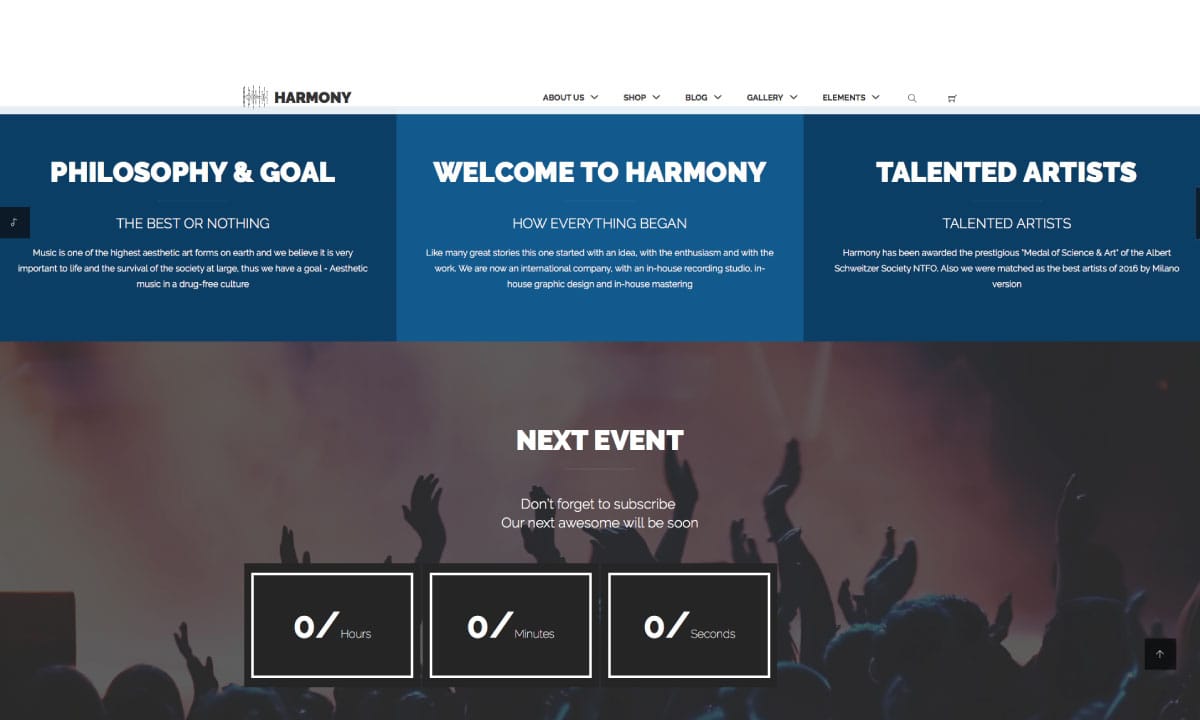 HARMONY
ABOUT US
SHOP
BLOG
GALLERY
ELEMENTS
PHILOSOPHY & GOAL
THE BEST OR NOTHING
Music is one of the highest aesthetic art forms on earth and we believe it is very
important to life and the survival of the society at large, thus we have a goal - Aesthetic
music in a drug-free culture
WELCOME TO HARMONY
HOW EVERYTHING BEGAN
Like many great stories this one started with an idea, with the enthusiasm and with the
work. We are now an international company, with an in-house recording studio, in-
house graphic design and in-house mastering
TALENTED ARTISTS
TALENTED ARTISTS
Harmony has been awarded the prestigious "Medal of Science & Art" of the Albert
Schweitzer Society NTFO. Also we were matched as the best artists of 2016 by Milano
version
NEXT EVENT
Don't forget to subscribe
Our next awesome will be soon
0/ Hours
0/ Minutes
0/ Seconds